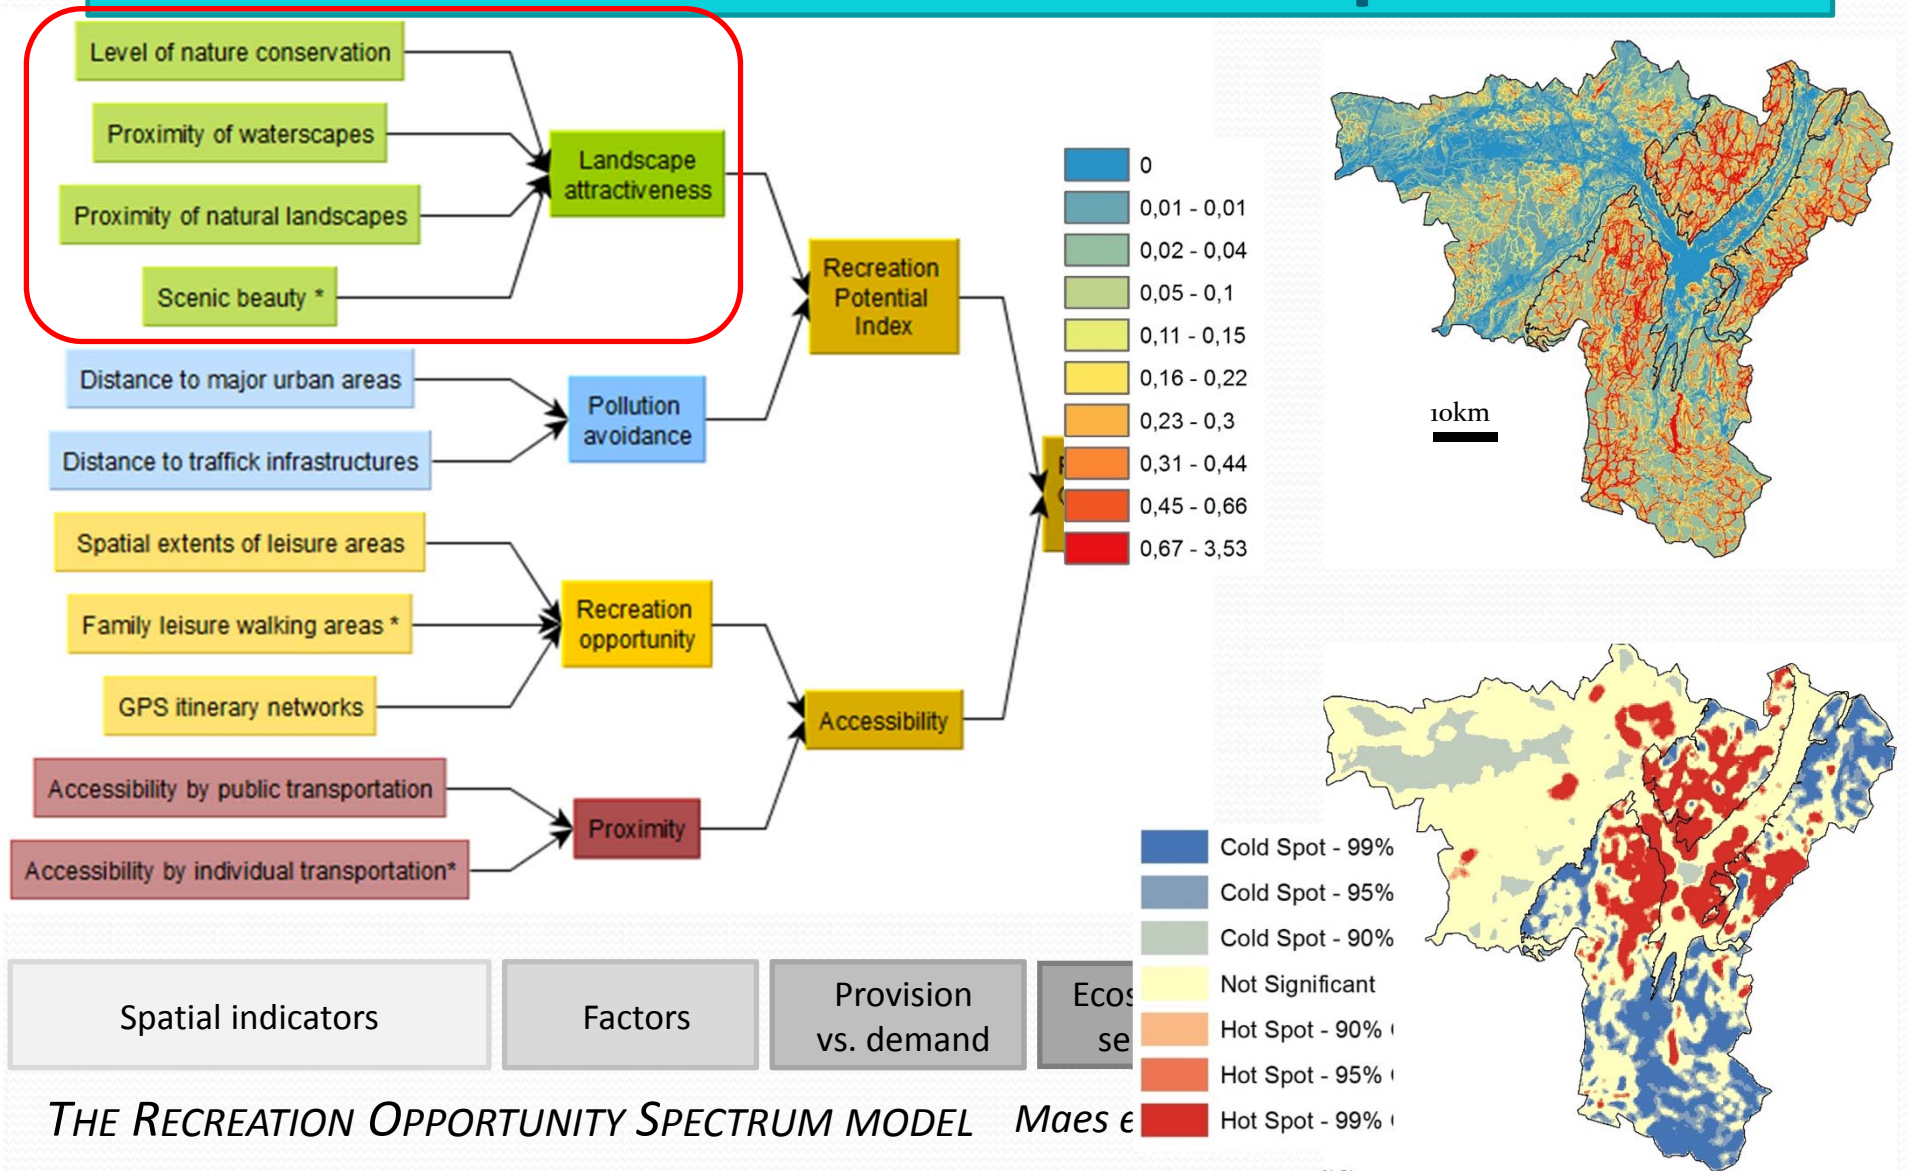 Level of nature conservation
Proximity of waterscapes
Proximity of natural landscapes
Scenic beauty *
Landscape
attractiveness
Distance to major urban areas
Distance to traffick infrastructures
Pollution
avoidance
Recreation
Potential
Index
Spatial extents of leisure areas
Family leisure walking areas *
GPS itinerary networks
Recreation
opportunity
Accessibility by public transportation
Accessibility by individual transportation*
Proximity
Accessibility
0
0,01 - 0,01
0,02 - 0,04
0,05 - 0,1
0,11 - 0,15
0,16 - 0,22
0,23 - 0,3
0,31 - 0,44
0,45 - 0,66
0,67 - 3,53
10km
Cold Spot - 99%
Cold Spot - 95%
Cold Spot - 90%
Not Significant
Hot Spot - 90%
Hot Spot - 95%
Hot Spot - 99%
Spatial indicators
Factors
Provision
vs. demand
THE RECREATION OPPORTUNITY SPECTRUM MODEL Maes